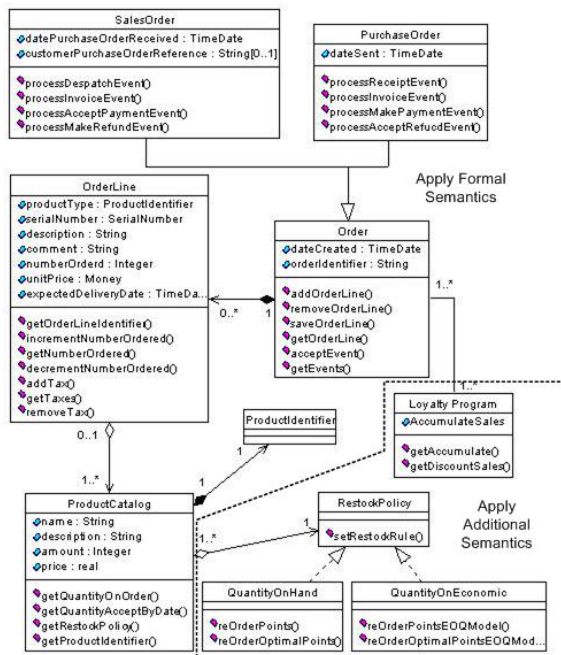 SalesOrder
datePurchaseOrderReceived : TimeDate
customerPurchaseOrderReference : String[0..1]
processDespatchEvent()
processInvoiceEvent()
processAcceptPaymentEvent()
processMakeRefundEvent()
PurchaseOrder
dateSent : TimeDate
processReceiptEvent()
processInvoiceEvent()
processMakePaymentEvent()
processAcceptRefucdEvent()
Apply Formal
Semantics
OrderLine
productType : ProductIdentifier
serialNumber : SerialNumber
description : String
comment : String
numberOrderd : Integer
unitPrice : Money
expectedDeliveryDate : TimeDa...
getOrderLineIdentifier()
incrementNumberOrdered()
getNumberOrdered()
decrementNumberOrdered()
addTax()
getTaxes()
removeTax()
Order
dateCreated : TimeDate
orderIdentifier : String
addOrderLine()
removeOrderLine()
saveOrderLine()
getOrderLine()
acceptEvent()
getEvents()
0..*
1
1..*
1..*
Loyalty Program
AccumulateSales
getAccumulate()
getDiscountSales()
ProductIdentifier
1
1
0..1
1..*
ProductCatalog
name : String
description : String
amount : Integer
price : real
getQuantityOnOrder()
getQuantityAcceptByDate()
getRestockPolicy()
getProductIdentifier()
1..*
1
RestockPolicy
setRestockRule()
Apply
Additional
Semantics
QuantityOnHand
reOrderPoints()
reOrderOptimalPoints()
QuantityOnEconomic
reOrderPointsEOQModel()
reOrderOptimalPointsEOQMod...